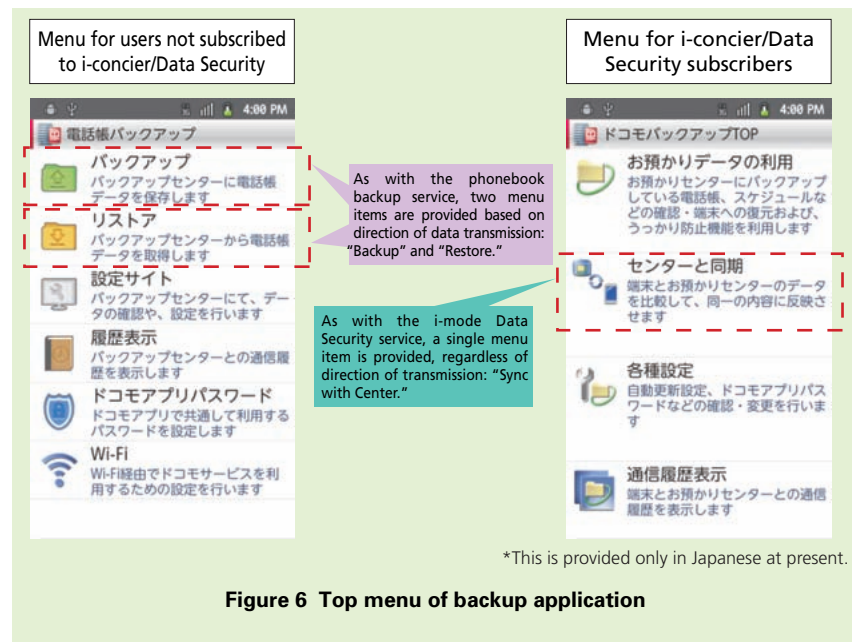 Menu for users not subscribed
to i-concier/Data Security
4:00 PM
電話帳バックアップ
バックアップ
バックアップセンターに電話帳
データを保存します
リストア
バックアップセンターから電話帳
データを取得します
設定サイト
バックアップセンターにて、デー
タの確認や、設定を行います
履歴表示
バックアップセンターとの通信履
歴を表示します
ドコモアプリパスワード
ドコモアプリで共通して利用する
パスワードを設定します
Wi-Fi
Wi-Fi経由でドコモサービスを利
用するための設定を行います
As with the phonebook
backup service, two menu
items are provided based on
direction of data transmission:
“Backup” and “Restore.”
As with the i-mode Data
Security service, a single menu
item is provided, regardless of
direction of transmission: “Sync
with Center.”
Menu for i-concier/Data
Security subscribers
4:00 PM
ドコモバックアップTOP
お預かりデータの利用
お預かりセンターにバックアップ
している電話帳、スケジュールな
どの確認・端末への復元および、
うっかり防止機能を利用します
センターと同期
端末とお預かりセンターのデータ
を比較して、同一の内容に反映さ
せます
各種設定
自動更新設定、ドコモアプリパス
ワードなどの確認・変更を行いま
す
通信履歴表示
端末とお預かりセンターとの通信
履歴を表示します
*This is provided only in Japanese at present.
Figure 6 Top menu of backup application